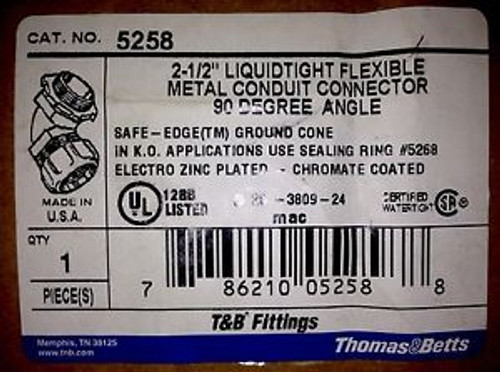 CAT. NO. 5258
2-1/2" LIQUIDTIGHT FLEXIBLE
METAL CONDUIT CONNECTOR
90 DEGREE ANGLE
SAFE-EDGE(TM) GROUND CONE
IN K.O. APPLICATIONS USE SEALING RING #5268
ELECTRO ZINC PLATED - CHROMATE COATED
MADE IN
U.S.A.
UL 128B
LISTED
-3809-24
mac
CERTIFIED
WATERTIGHT
SA
QTY
1
PIECE(S)
7 86210 05258 8
T&B® Fittings
Memphis, TN 38125
www.tnb.com
Thomas&Betts